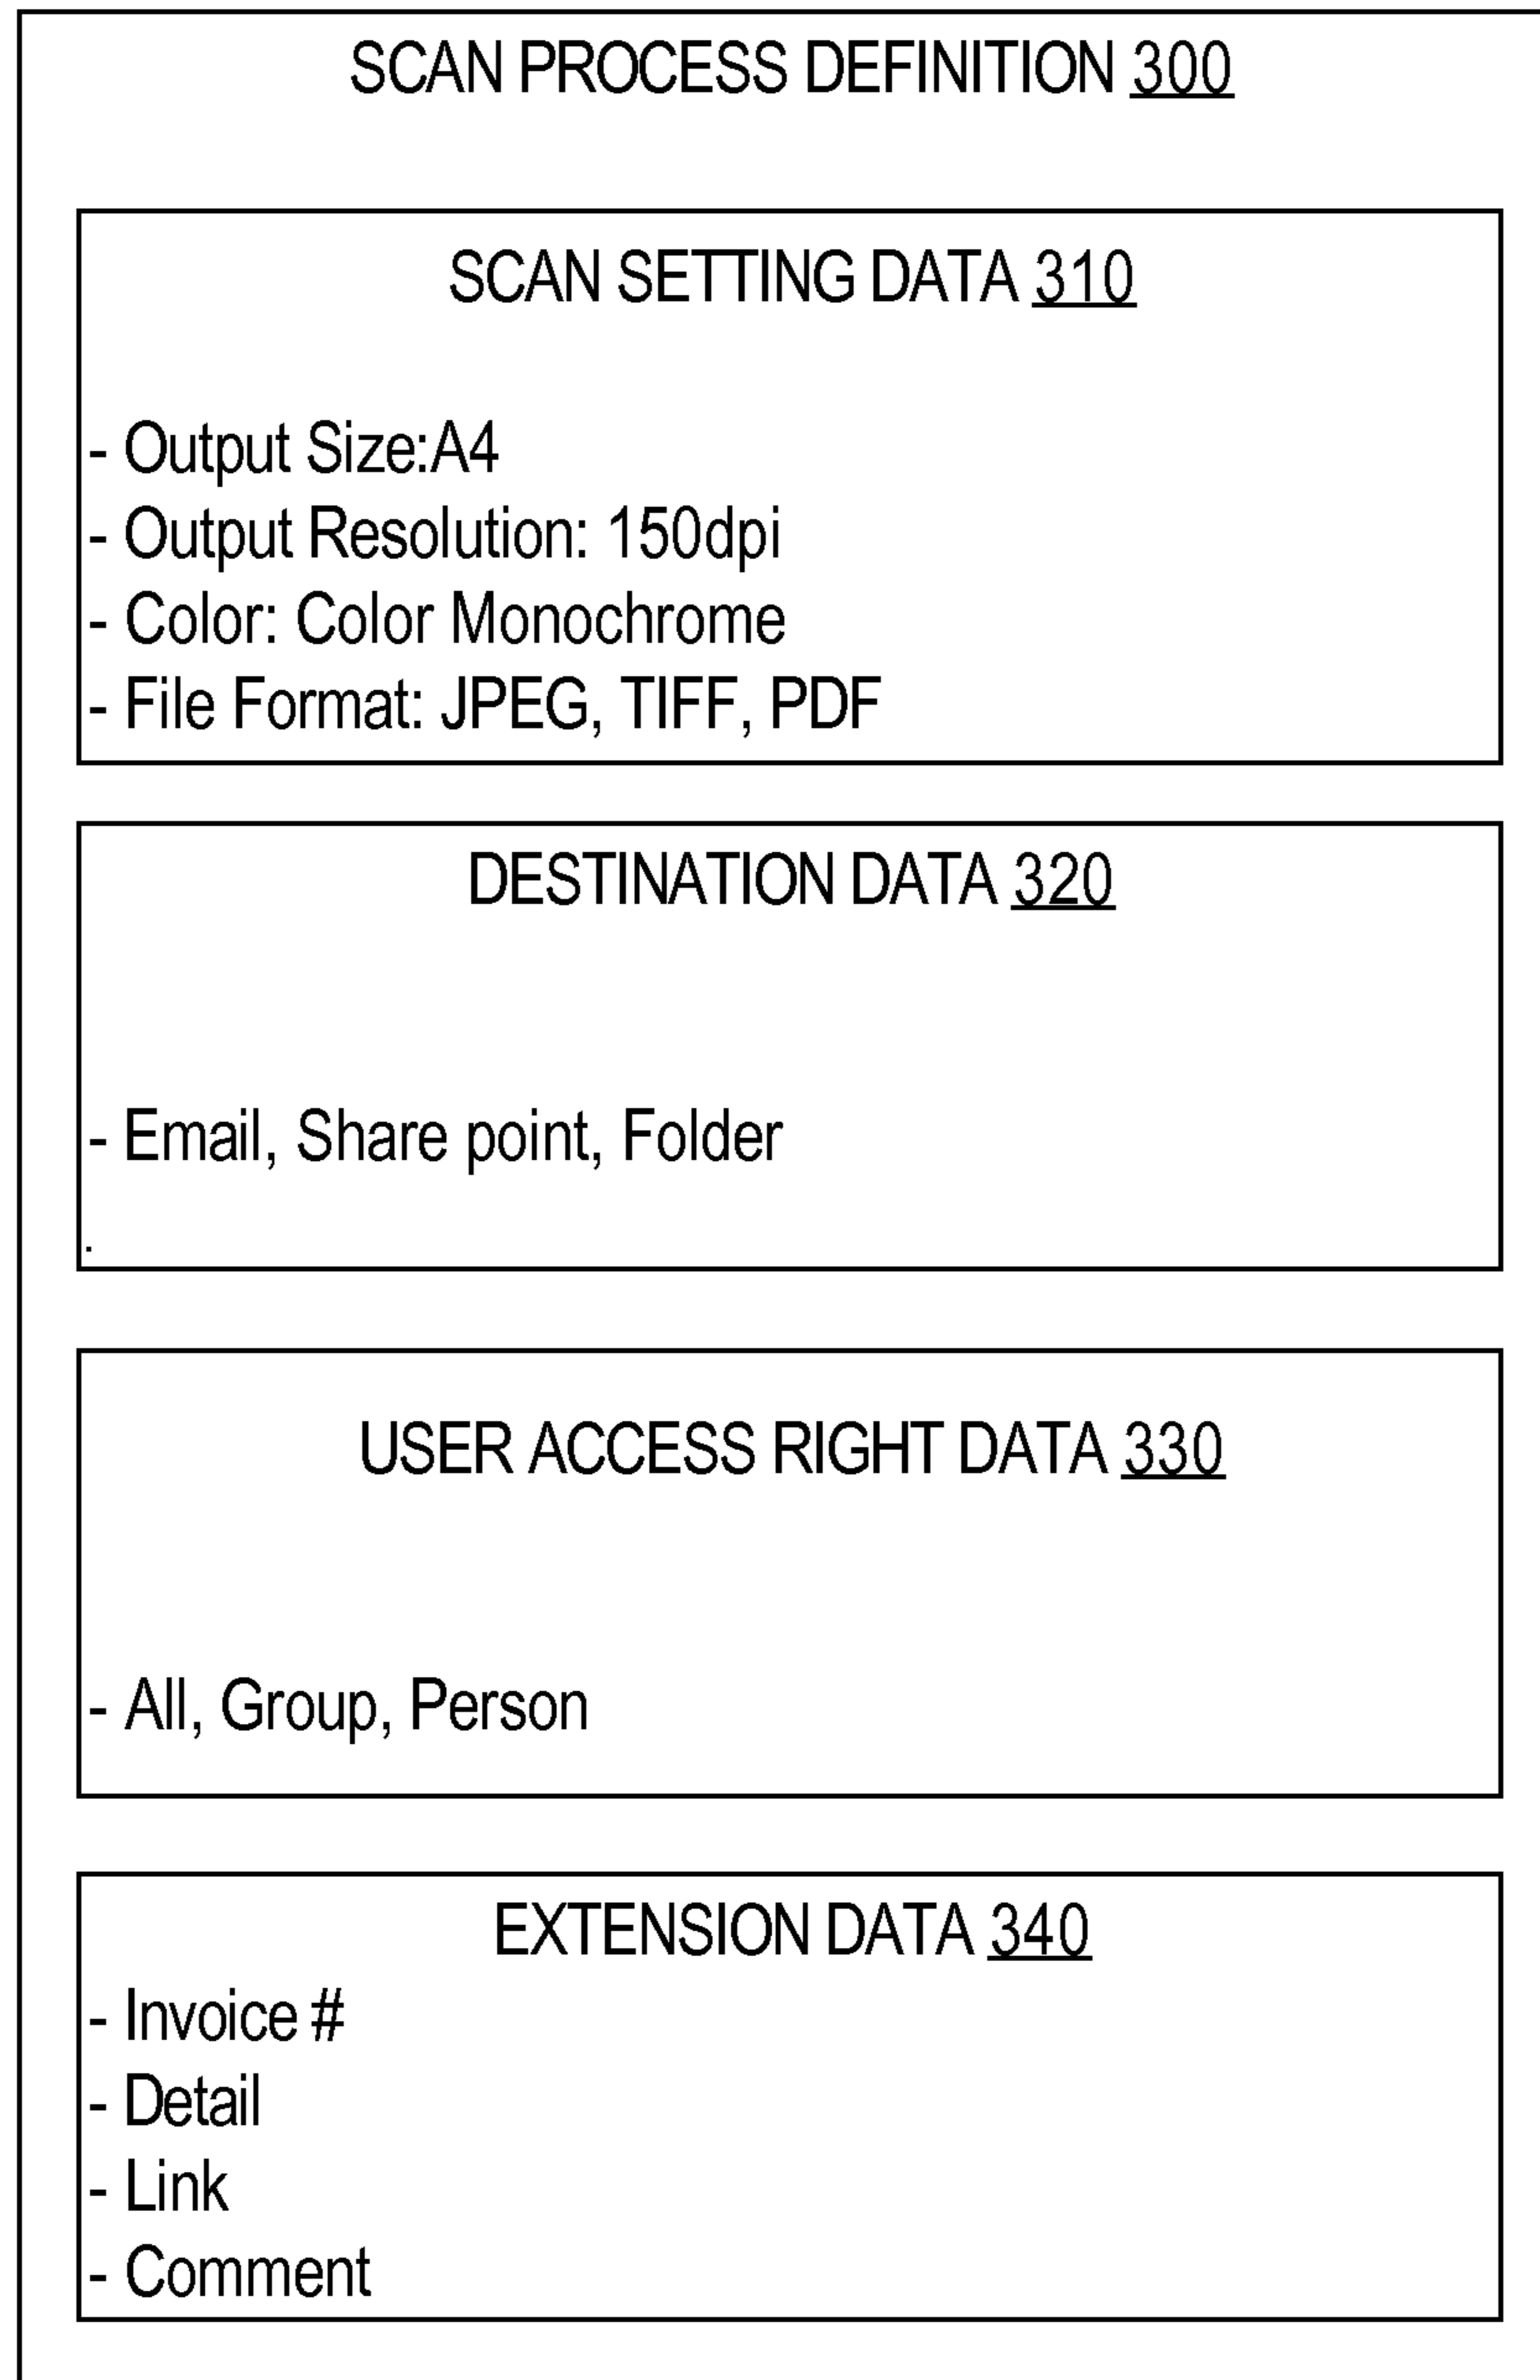 SCAN PROCESS DEFINITION 300
SCAN SETTING DATA 310
- Output Size:A4
- Output Resolution: 150dpi
- Color: Color Monochrome
- File Format: JPEG, TIFF, PDF
DESTINATION DATA 320
- Email, Share point, Folder
.
USER ACCESS RIGHT DATA 330
- All, Group, Person
EXTENSION DATA 340
- Invoice #
- Detail
- Link
- Comment